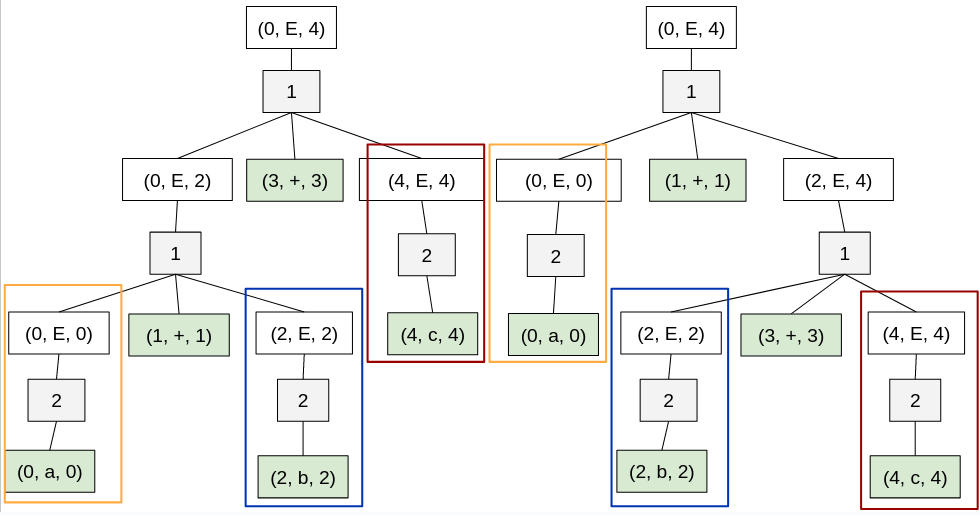 (0, E, 4) (0, E, 4)
1 1
(0, E, 2) (3, +, 3) (4, E, 4) (0, E, 0) (1, +, 1) (2, E, 4)
1 2 2 1
(0, E, 0) (1, +, 1) (2, E, 2) (4, c, 4) (0, a, 0) (2, E, 2) (3, +, 3) (4, E, 4)
2 2 2 2
(0, a, 0) (2, b, 2) (2, b, 2) (4, c, 4)